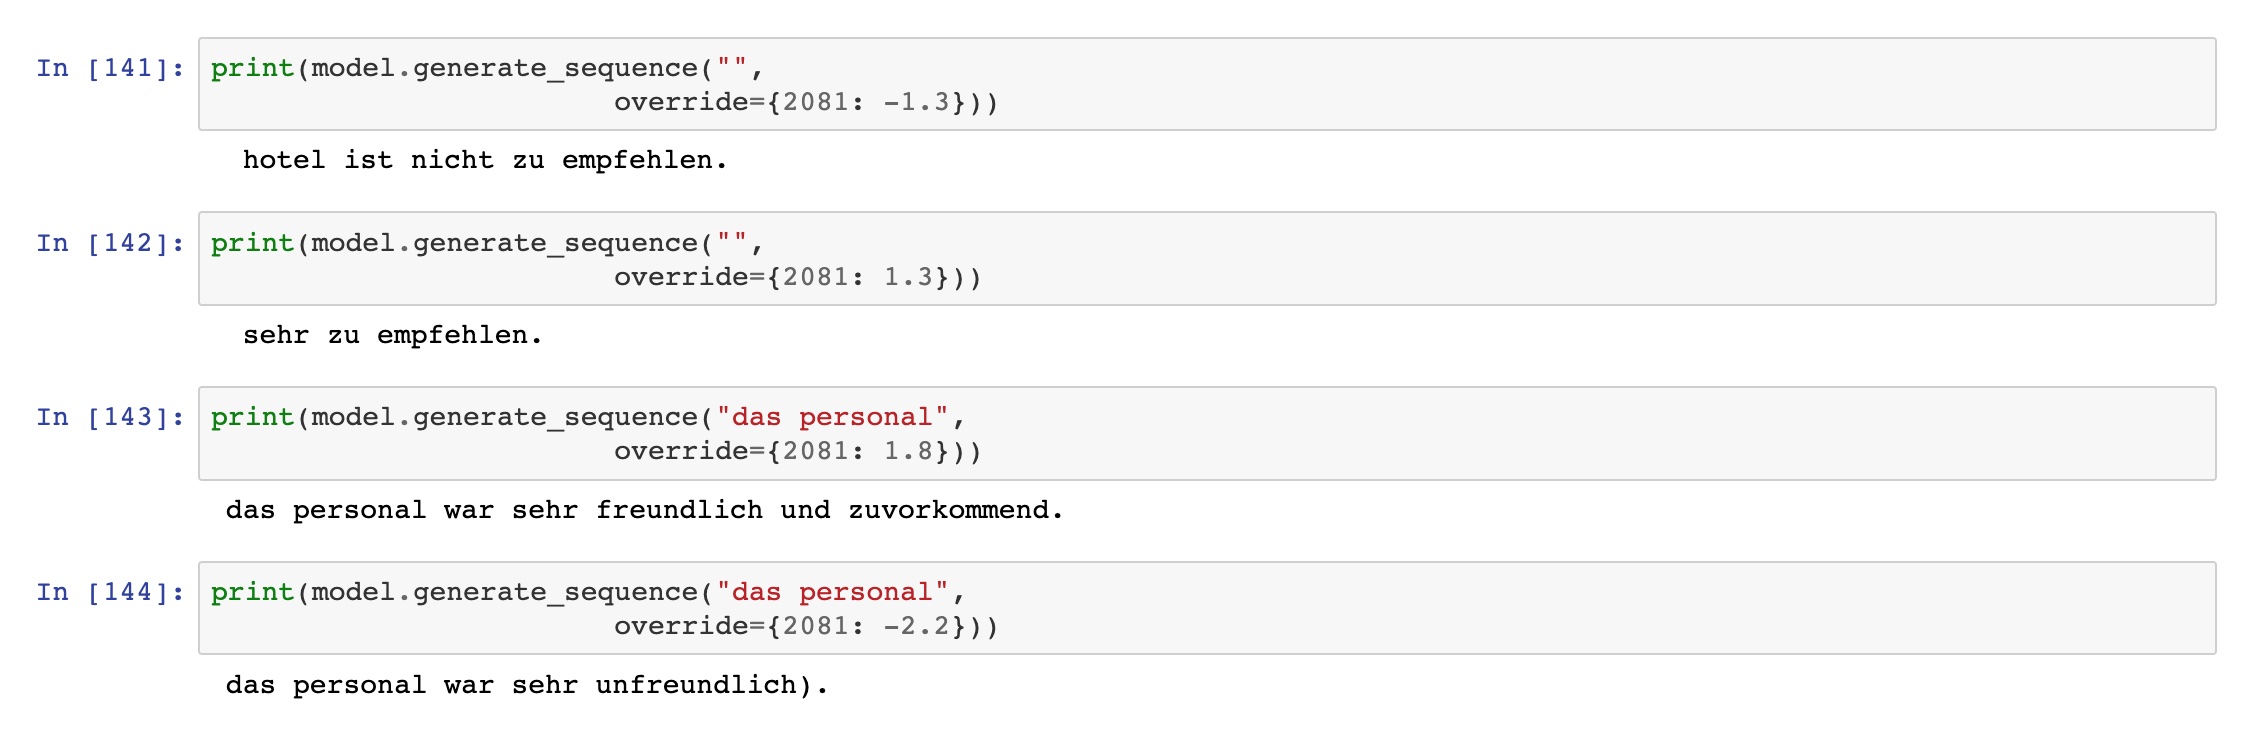 In [141]: print(model.generate_sequence("",
override={2081: -1.3}))
hotel ist nicht zu empfehlen.
In [142]: print(model.generate_sequence("",
override={2081: 1.3}))
sehr zu empfehlen.
In [143]: print(model.generate_sequence("das personal",
override={2081: 1.8}))
das personal war sehr freundlich und zuvorkommend.
In [144]: print(model.generate_sequence("das personal",
override={2081: -2.2}))
das personal war sehr unfreundlich).